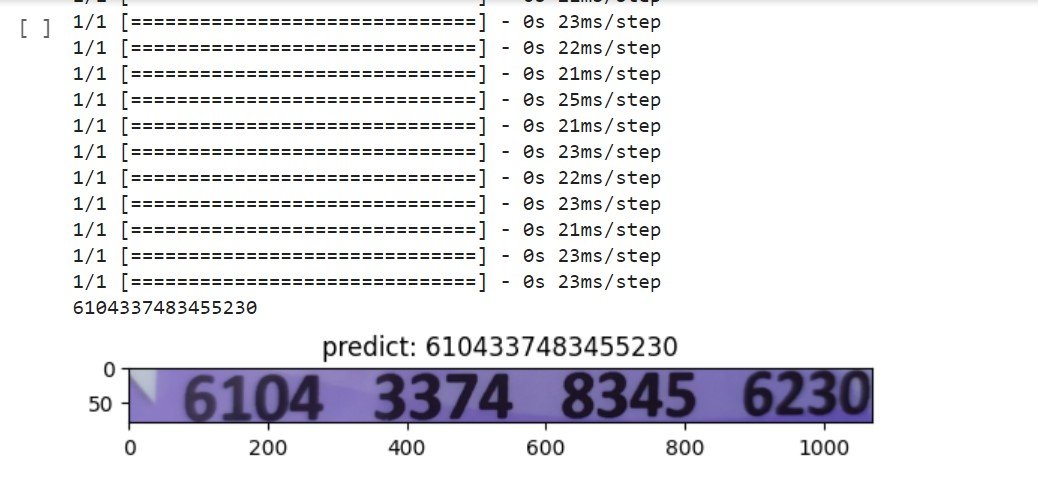 [ ]
1/1 [==============================] - 0s 23ms/step
1/1 [==============================] - 0s 22ms/step
1/1 [==============================] - 0s 21ms/step
1/1 [==============================] - 0s 25ms/step
1/1 [==============================] - 0s 21ms/step
1/1 [==============================] - 0s 23ms/step
1/1 [==============================] - 0s 22ms/step
1/1 [==============================] - 0s 23ms/step
1/1 [==============================] - 0s 21ms/step
1/1 [==============================] - 0s 23ms/step
1/1 [==============================] - 0s 23ms/step
6104337483455230
predict: 6104337483455230
0
6104 3374 8345 6230
50
0 200 400 600 800 1000